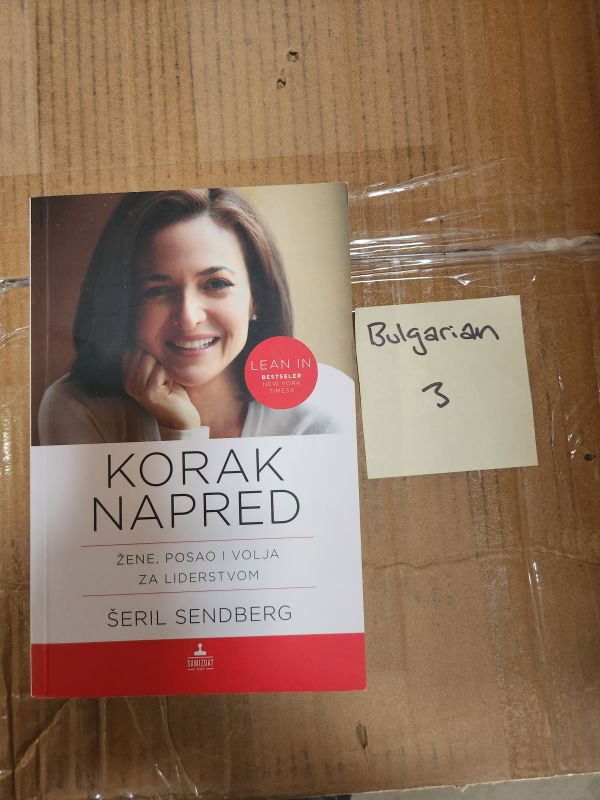 LEAN IN
BESTSELER
NEW YORK
TIMESA
KORAK
NAPRED
ŽENE, POSAO I VOLJA
ZA LIDERSTVOM
ŠERIL SENDBERG
SAMIZDAT
Bulgarian
3